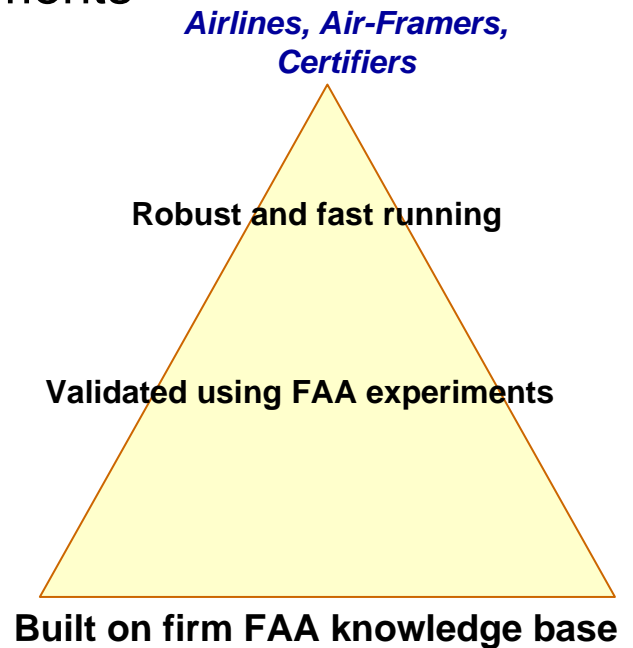 Airlines, Air-Framers,
Certifiers
Robust and fast running
Validated using FAA experiments
Built on firm FAA knowledge base